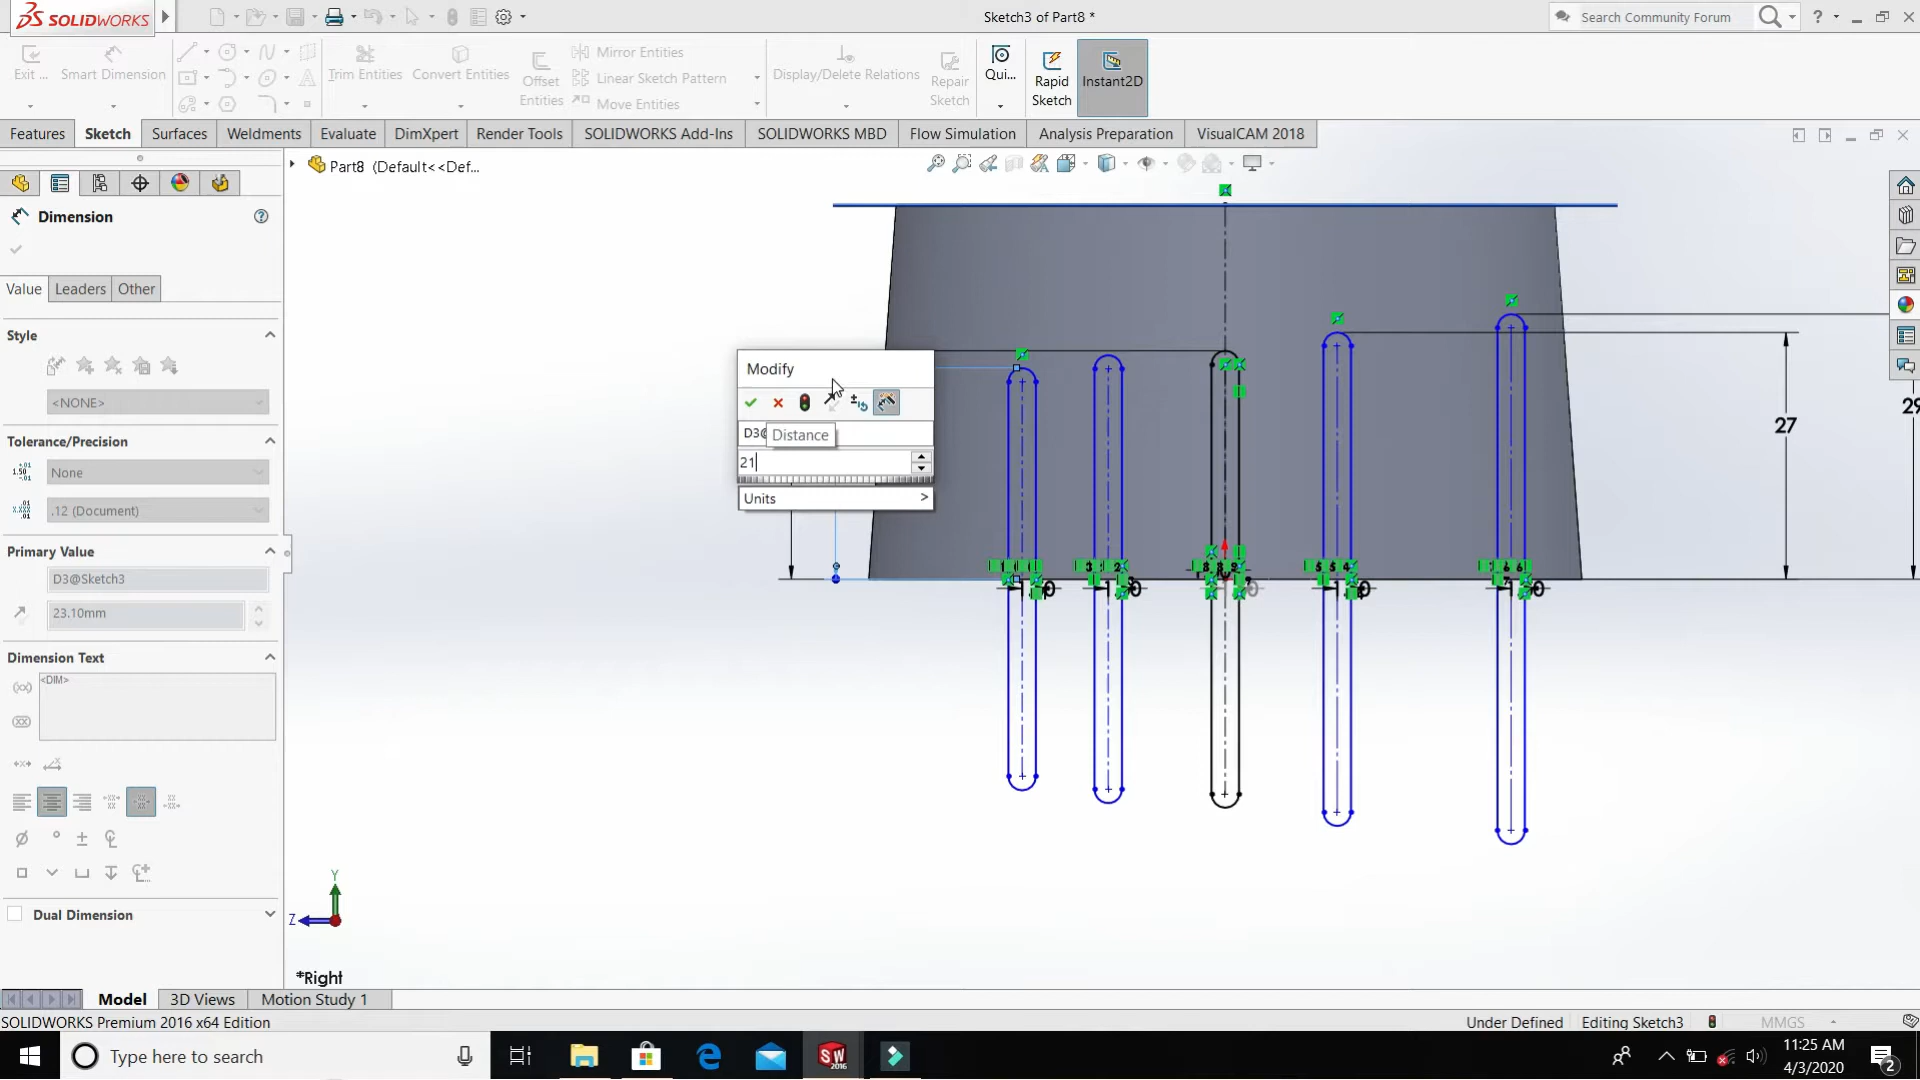 SOLIDWORKS
Sketch3 of Part8 *
Search Community Forum
?
Exit ...
Smart Dimension
Trim Entities
Convert Entities
Offset
Entities
Mirror Entities
Linear Sketch Pattern
Move Entities
Display/Delete Relations
Repair
Sketch
Qui...
Rapid
Sketch
Instant2D
Features
Sketch
Surfaces
Weldments
Evaluate
DimXpert
Render Tools
SOLIDWORKS Add-Ins
SOLIDWORKS MBD
Flow Simulation
Analysis Preparation
VisualCAM 2018
Part8 (Default<<Def...
Dimension
?
Value
Leaders
Other
Style
<NONE>
Tolerance/Precision
None
.12 (Document)
Primary Value
D3@Sketch3
23.10mm
Dimension Text
<DIM>
Dual Dimension
Modify
D3@
Distance
21
Units >
27
29
Y
Z
*Right
Model
3D Views
Motion Study 1
SOLIDWORKS Premium 2016 x64 Edition
Under Defined
Editing Sketch3
MMGS
Type here to search
SW
2016
11:25 AM
4/3/2020
2